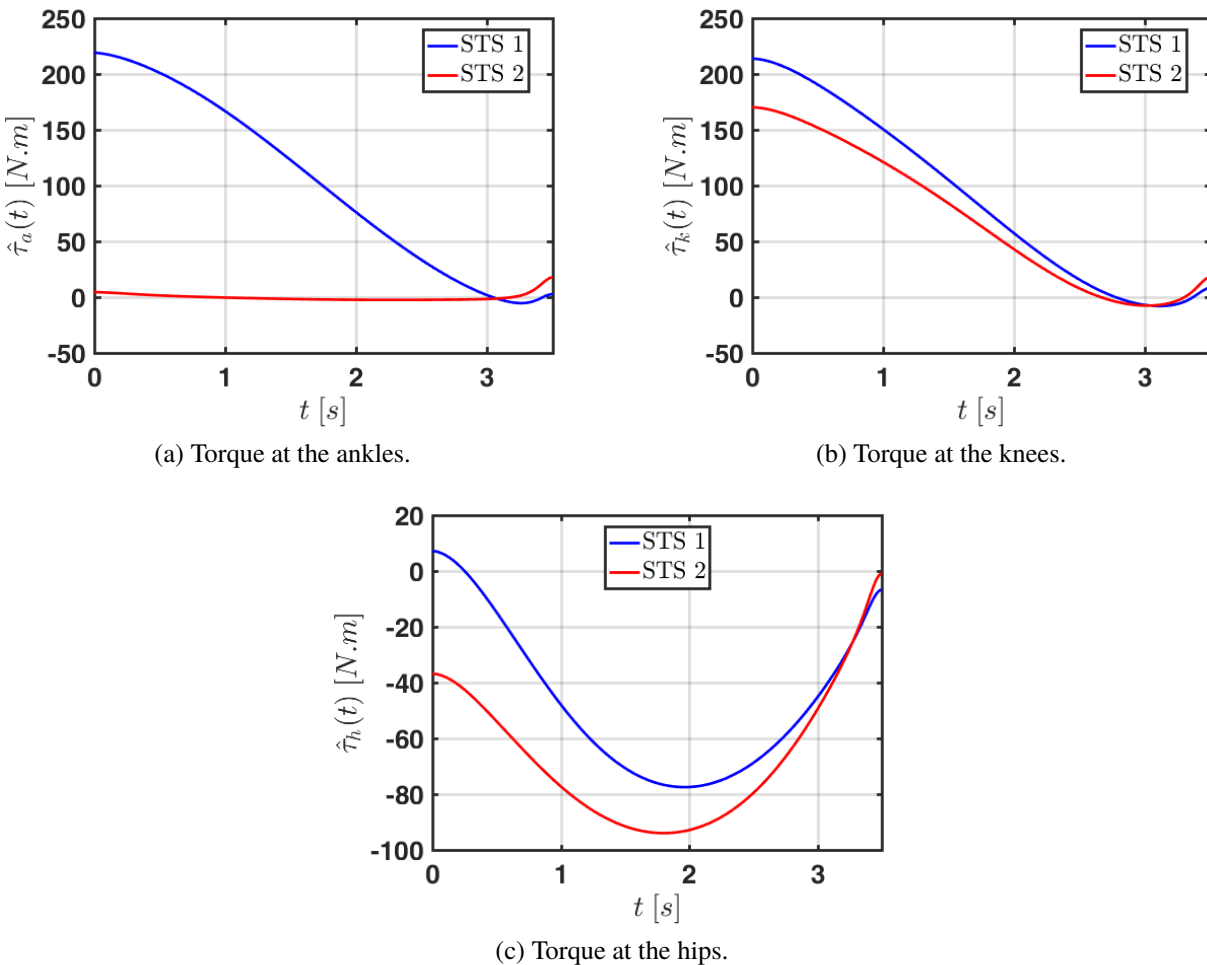 250
200
150
100
50
0
-50
0 1 2 3
t [s]
τ̂_a(t) [N.m]
STS 1
STS 2
(a) Torque at the ankles.
250
200
150
100
50
0
-50
0 1 2 3
t [s]
τ̂_k(t) [N.m]
STS 1
STS 2
(b) Torque at the knees.
20
0
-20
-40
-60
-80
-100
0 1 2 3
t [s]
τ̂_h(t) [N.m]
STS 1
STS 2
(c) Torque at the hips.